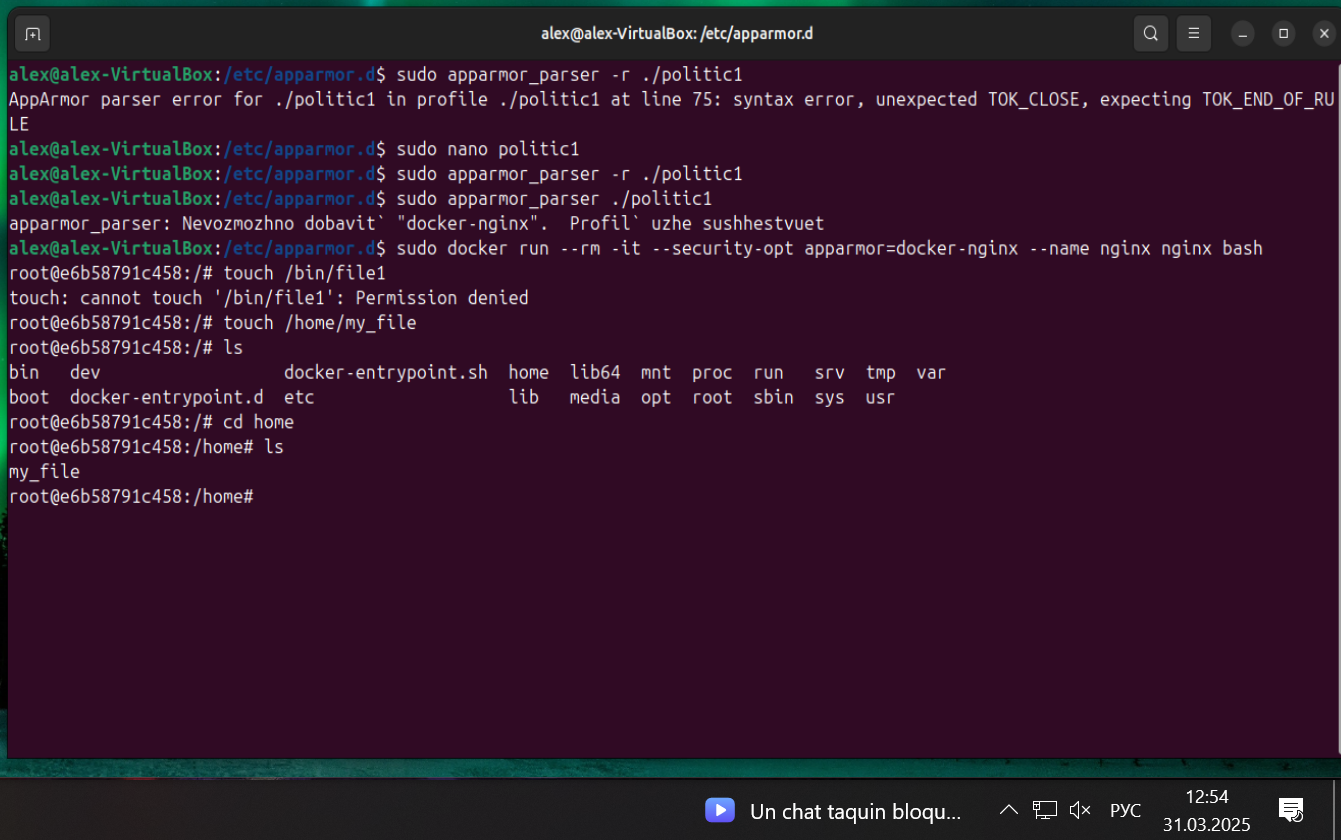 alex@alex-VirtualBox: /etc/apparmor.d
alex@alex-VirtualBox:/etc/apparmor.d$ sudo apparmor_parser -r ./politic1
AppArmor parser error for ./politic1 in profile ./politic1 at line 75: syntax error, unexpected TOK_CLOSE, expecting TOK_END_OF_RU
LE
alex@alex-VirtualBox:/etc/apparmor.d$ sudo nano politic1
alex@alex-VirtualBox:/etc/apparmor.d$ sudo apparmor_parser -r ./politic1
alex@alex-VirtualBox:/etc/apparmor.d$ sudo apparmor_parser ./politic1
apparmor_parser: Nevozmozhno dobavit` "docker-nginx".  Profil` uzhe sushhestvuet
alex@alex-VirtualBox:/etc/apparmor.d$ sudo docker run --rm -it --security-opt apparmor=docker-nginx --name nginx nginx bash
root@e6b58791c458:/# touch /bin/file1
touch: cannot touch '/bin/file1': Permission denied
root@e6b58791c458:/# touch /home/my_file
root@e6b58791c458:/# ls
bin   dev                  docker-entrypoint.sh  home  lib64  mnt  proc  run   srv  tmp  var
boot  docker-entrypoint.d  etc                   lib   media  opt  root  sbin  sys  usr
root@e6b58791c458:/# cd home
root@e6b58791c458:/home# ls
my_file
root@e6b58791c458:/home#
Un chat taquin bloqu...
РУС
12:54
31.03.2025